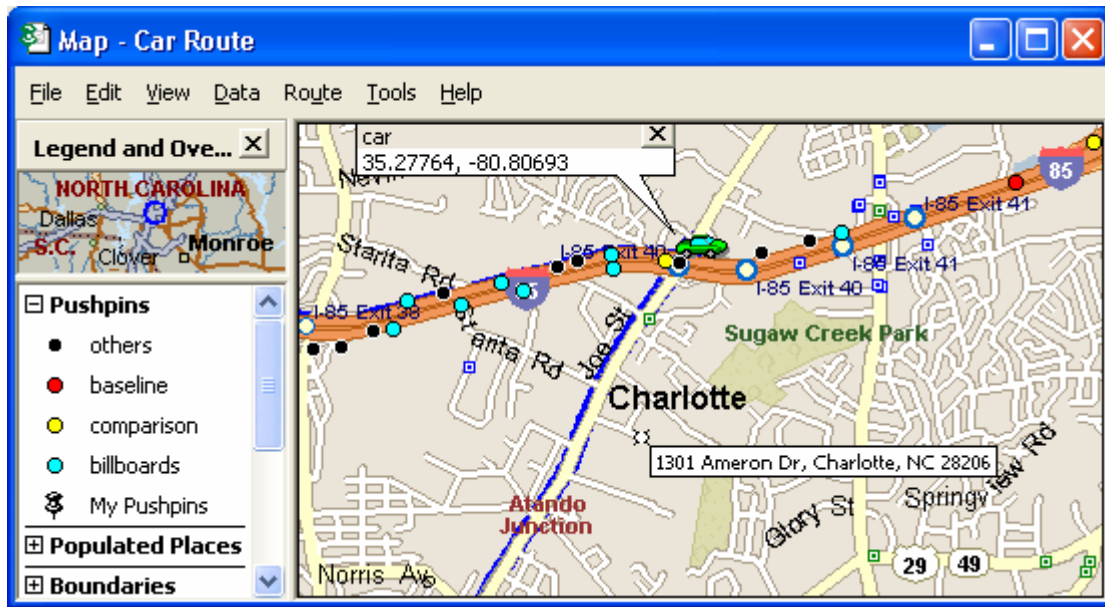 Map - Car Route
File Edit View Data Route Tools Help
Legend and Ove...
NORTH CAROLINA
Dallas
S.C.
Clover
Monroe
Pushpins
others
baseline
comparison
billboards
My Pushpins
Populated Places
Boundaries
car
35.27764, -80.80693
85
I-85 Exit 41
I-85 Exit 40
I-85 Exit 41
Starita Rd
I-85 Exit 40
I-85 Exit 38
Starita Rd
Joe St
Sugaw Creek Park
Charlotte
1301 Ameron Dr, Charlotte, NC 28206
Atando
Junction
Glory St
Springv
iew Rd
29 49
Norris Av